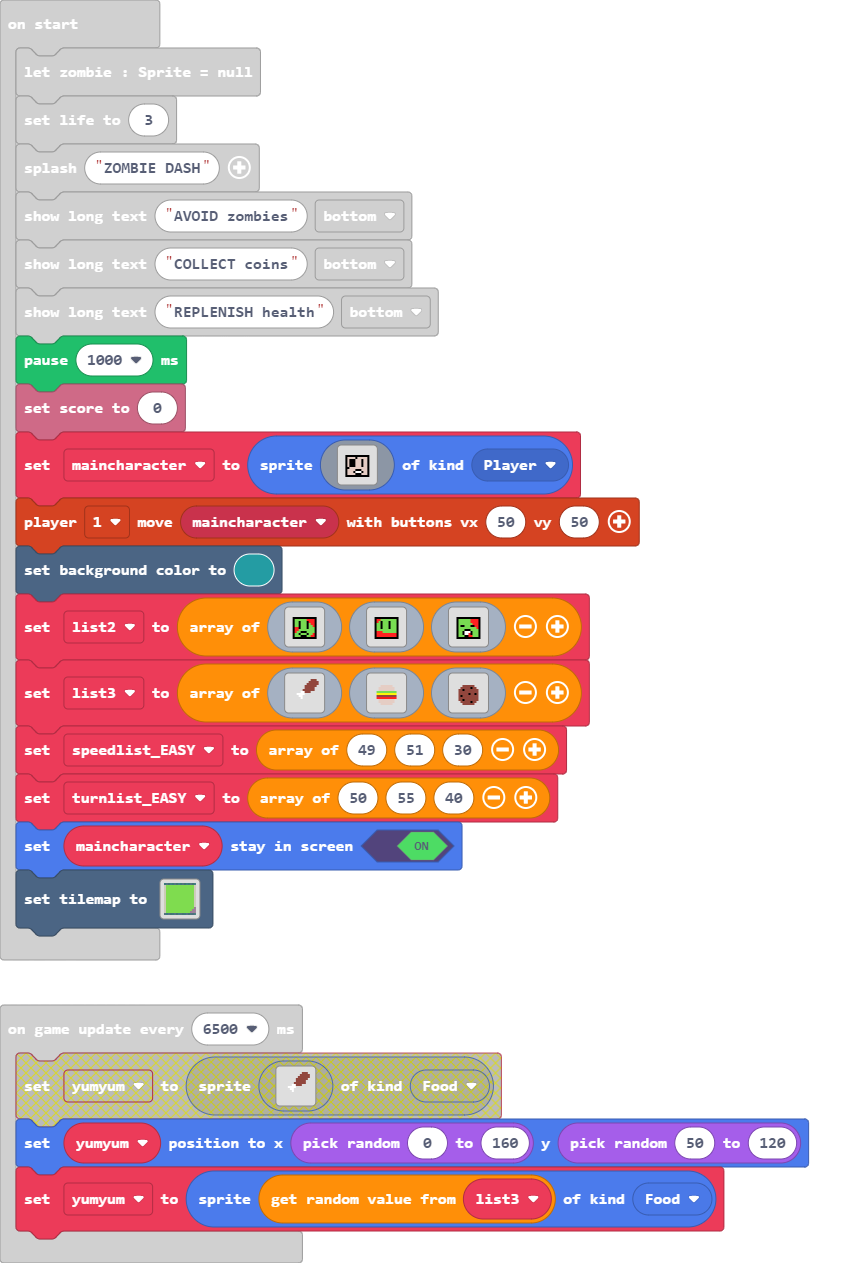 on start
let zombie : Sprite = null
set life to 3
splash "ZOMBIE DASH"
show long text "AVOID zombies" bottom
show long text "COLLECT coins" bottom
show long text "REPLENISH health" bottom
pause 1000 ms
set score to 0
set maincharacter to sprite of kind Player
player 1 move maincharacter with buttons vx 50 vy 50
set background color to
set list2 to array of
set list3 to array of
set speedlist_EASY to array of 49 51 30
set turnlist_EASY to array of 50 55 40
set maincharacter stay in screen ON
set tilemap to
on game update every 6500 ms
set yumyum to sprite of kind Food
set yumyum position to x pick random 0 to 160 y pick random 50 to 120
set yumyum to sprite get random value from list3 of kind Food